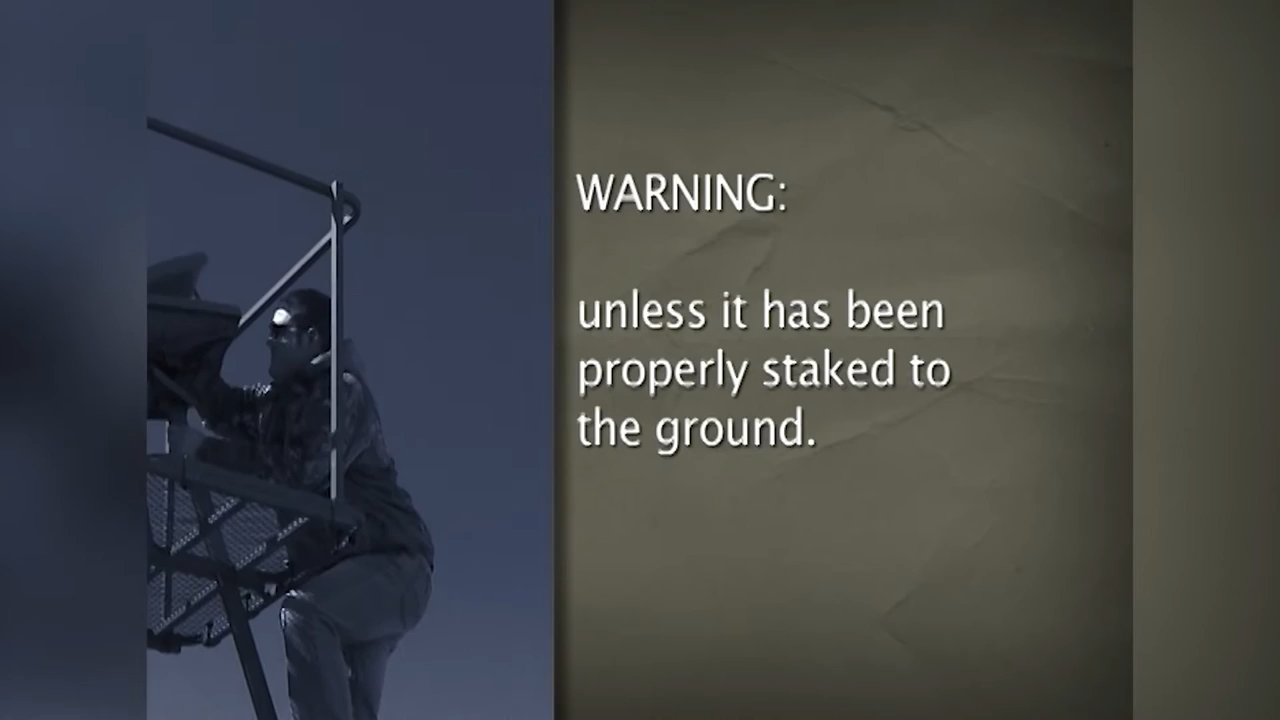 WARNING:
unless it has been
properly staked to
the ground.